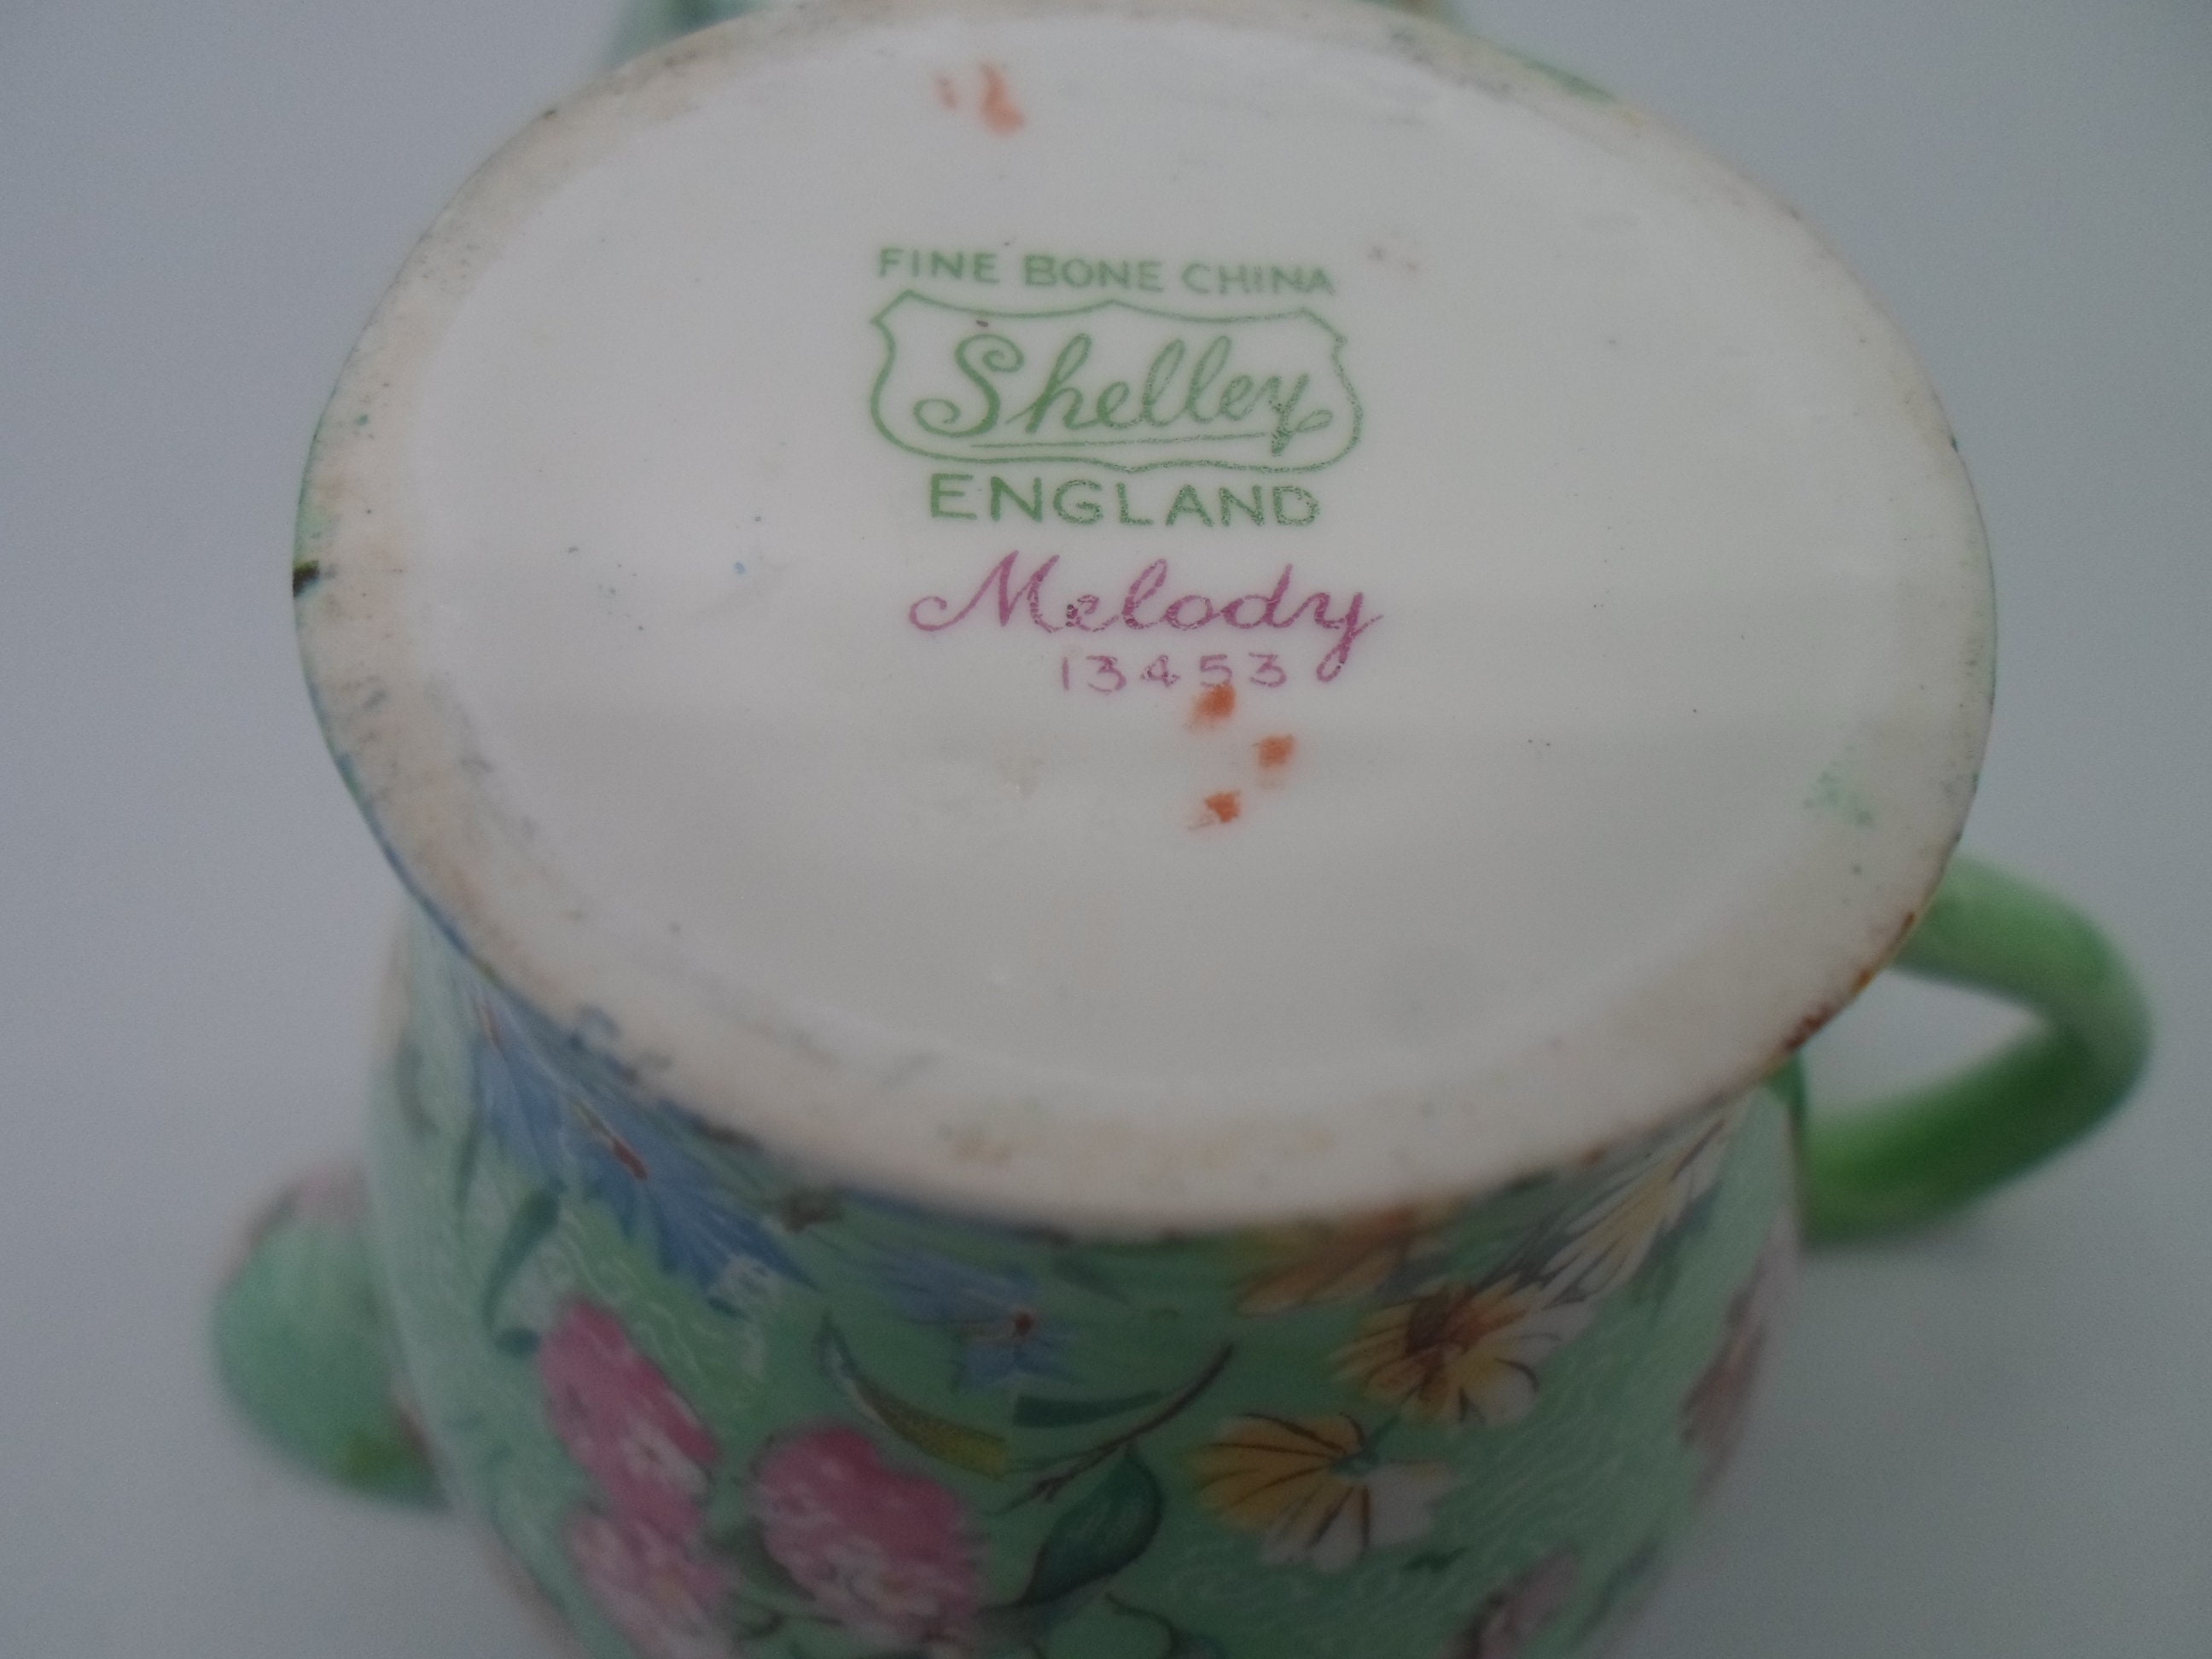 FINE BONE CHINA
Shelley
ENGLAND
Melody
13453